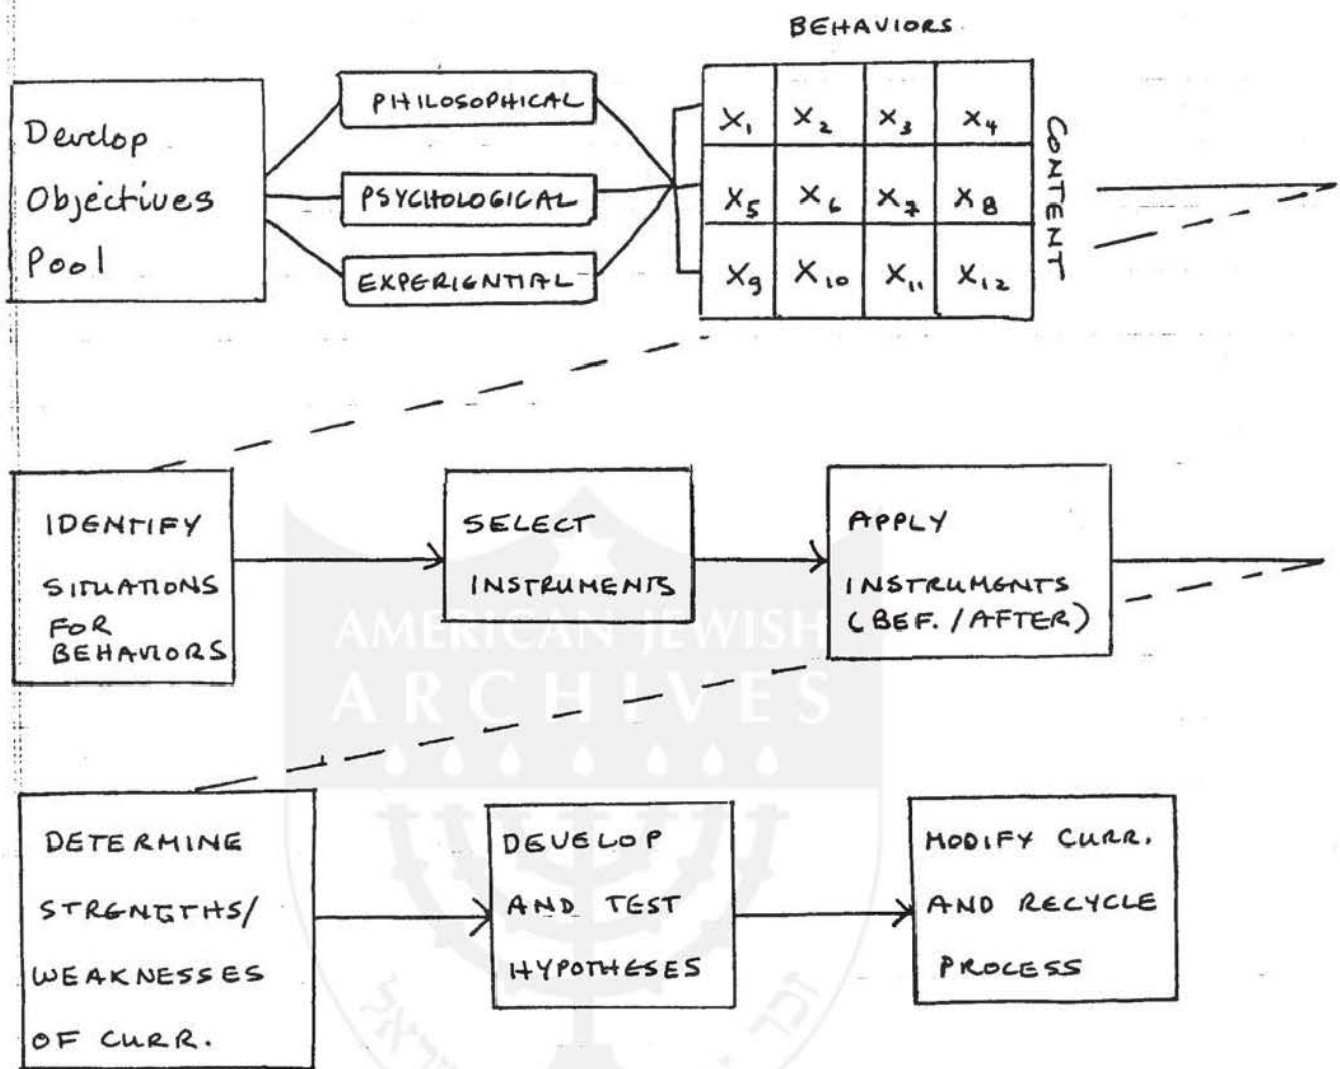 BEHAVIORS
Develop
Objectives
Pool
PHILOSOPHICAL
PSYCHOLOGICAL
EXPERIENTIAL
X1 X2 X3 X4
X5 X6 X7 X8
X9 X10 X11 X12
CONTENT
IDENTIFY
SITUATIONS
FOR
BEHAVIORS
SELECT
INSTRUMENTS
APPLY
INSTRUMENTS
(BEF. / AFTER)
AMERICAN JEWISH
ARCHIVES
DETERMINE
STRENGTHS/
WEAKNESSES
OF CURR.
DEVELOP
AND TEST
HYPOTHESES
MODIFY CURR.
AND RECYCLE
PROCESS
זכר